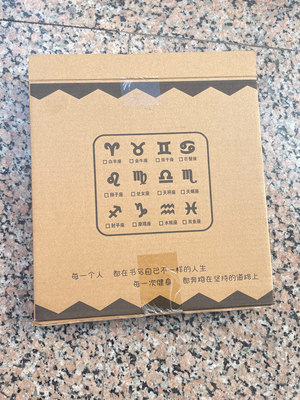 ♈ ♉ ♊ ♋
□白羊座 □金牛座 □双子座 □巨蟹座
♌ ♍ ♎ ♏
□狮子座 □处女座 □天秤座 □天蝎座
♐ ♑ ♒ ♓
□射手座 □摩羯座 □水瓶座 □双鱼座
每一个人 都在书写自己不一样的人生
每一次健身 都奔跑在坚持的道路上